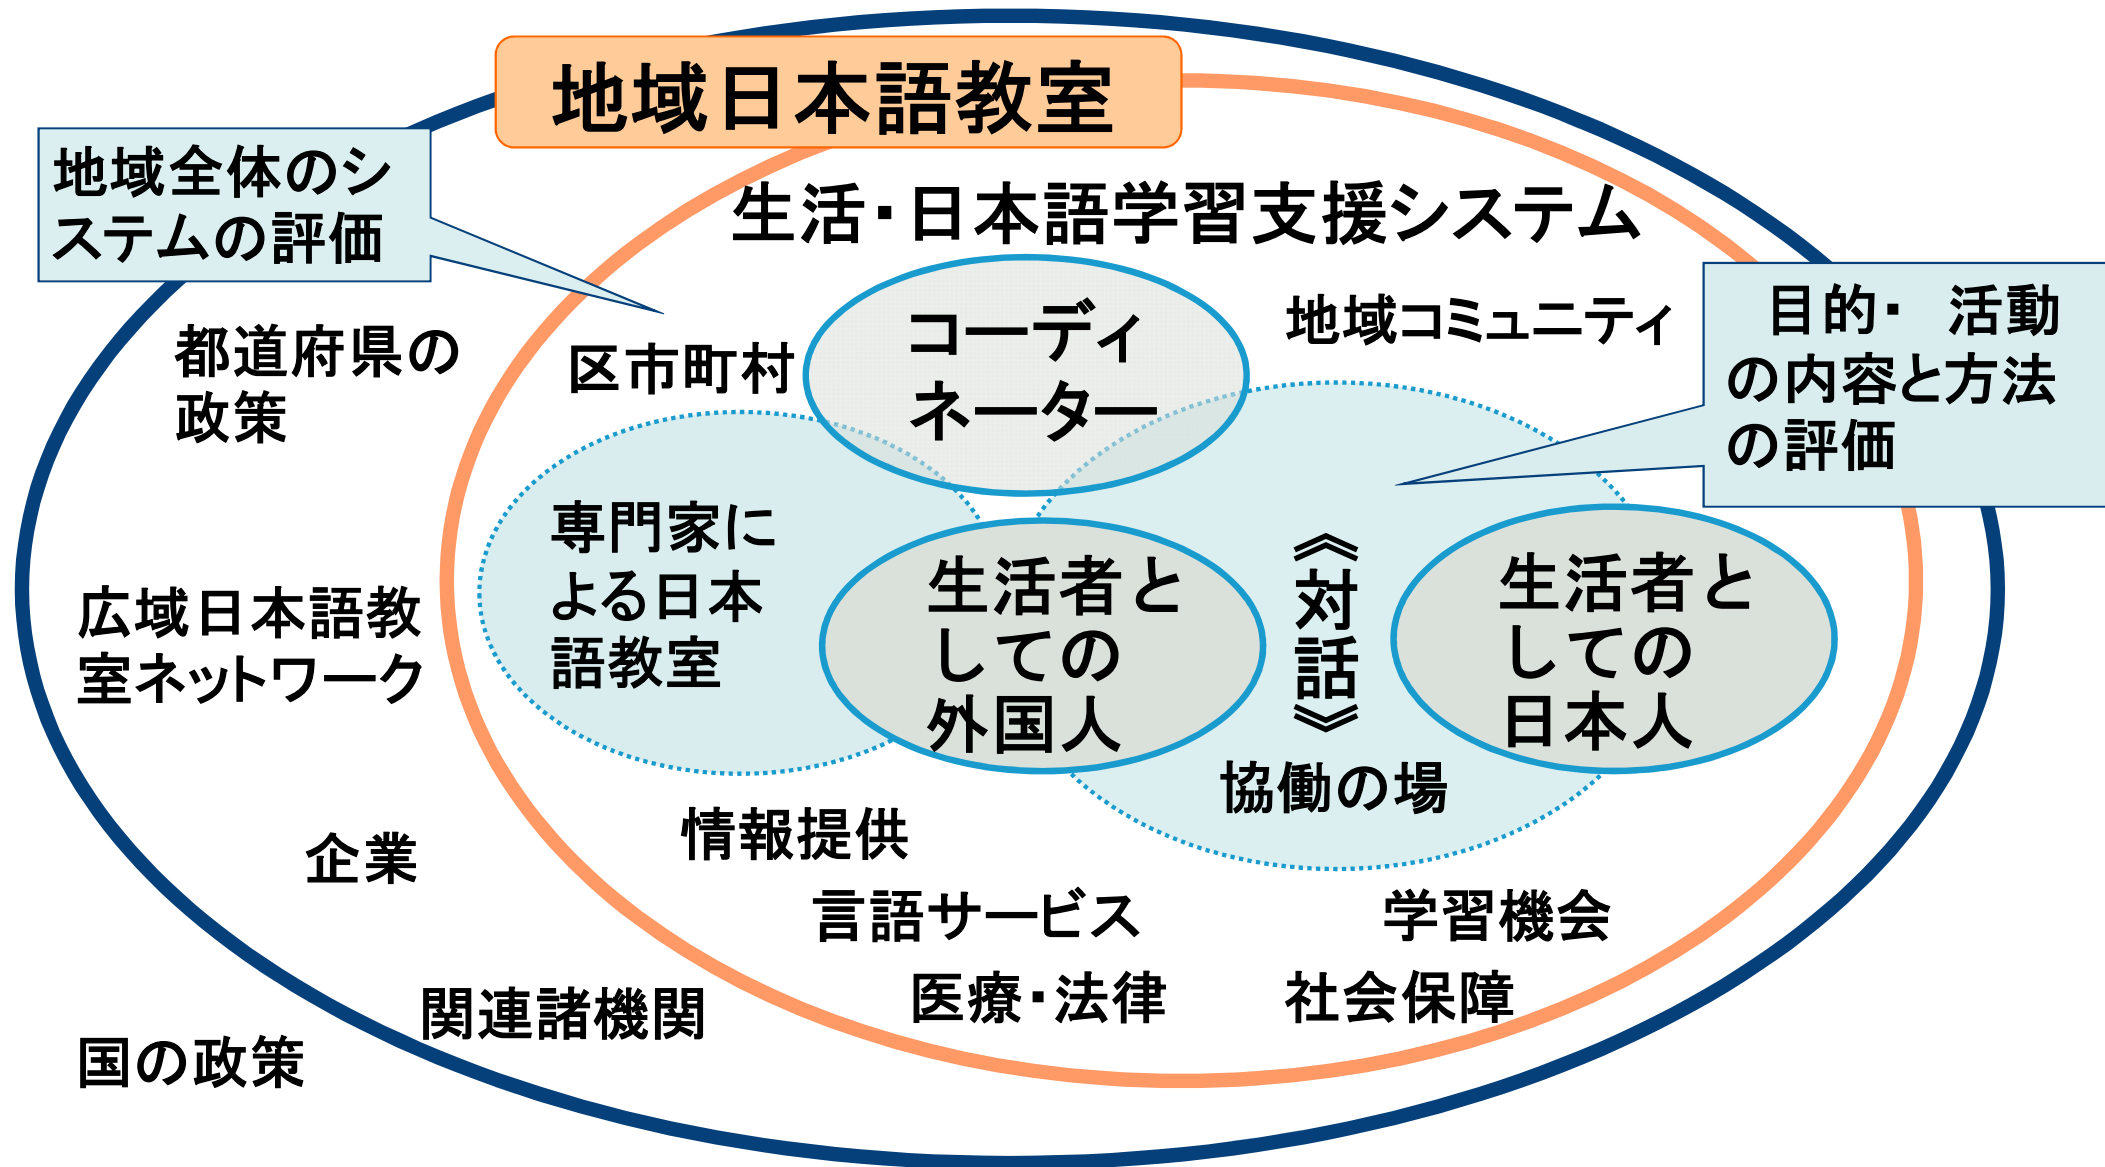 地域日本語教室
地域全体のシ
ステムの評価
生活・日本語学習支援システム
目的・　活動
の内容と方法
の評価
都道府県の
政策
区市町村
コーディ
ネーター
地域コミュニティ
専門家に
よる日本
語教室
生活者と
しての
外国人
《対話》
生活者と
しての
日本人
協働の場
広域日本語教
室ネットワーク
情報提供
企業
言語サービス
学習機会
医療・法律
社会保障
関連諸機関
国の政策